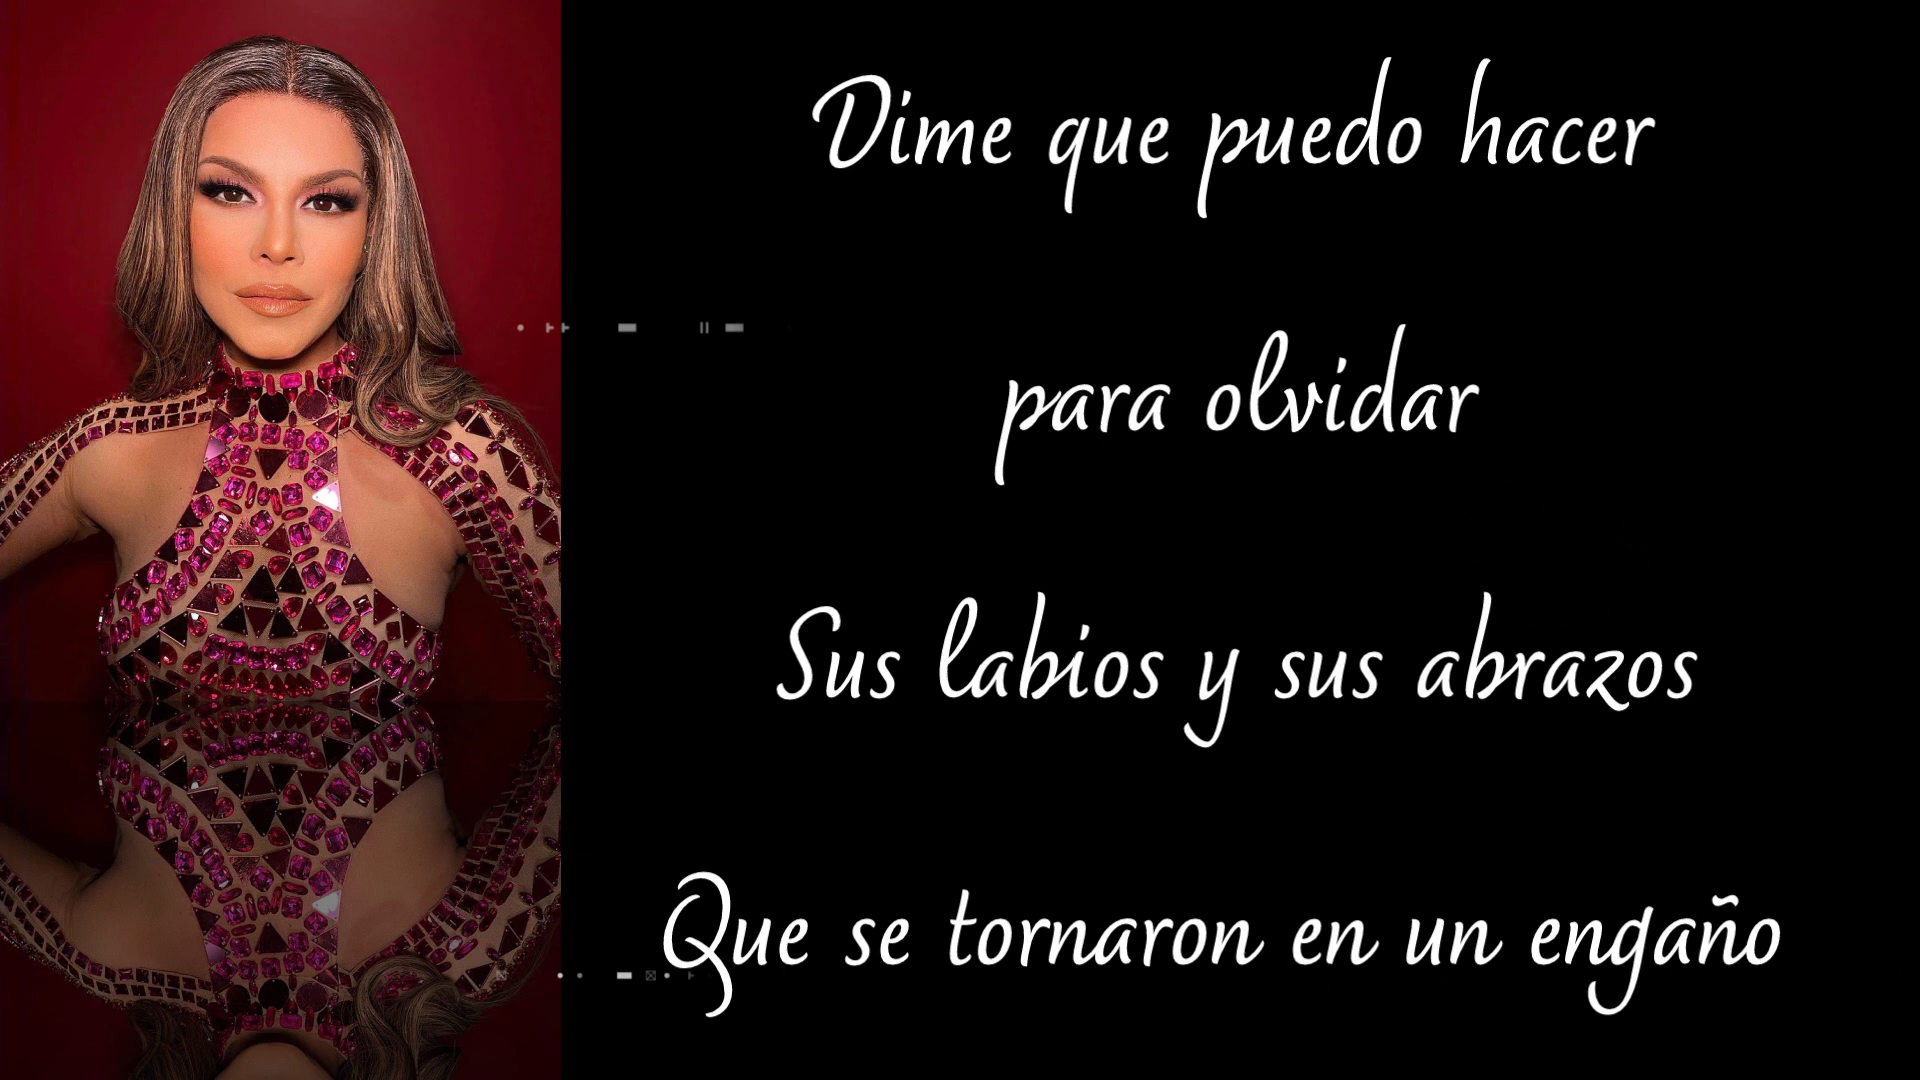 Dime que puedo hacer
para olvidar
Sus labios y sus abrazos
Que se tornaron en un engaño